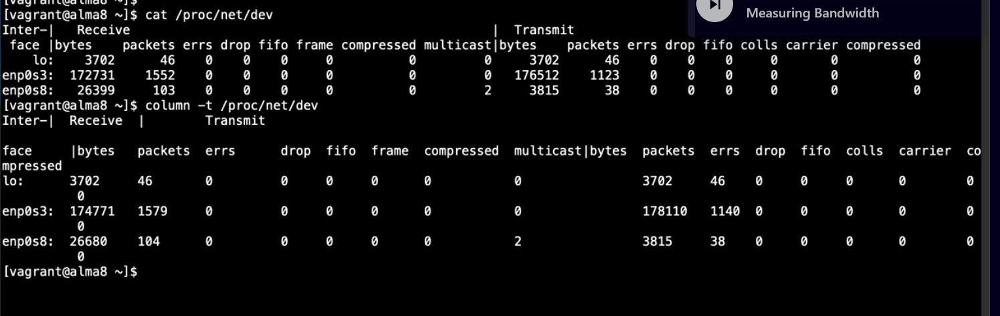 [vagrant@alma8 ~]$
Measuring Bandwidth
[vagrant@alma8 ~]$ cat /proc/net/dev
Inter-|   Receive                                                |  Transmit
 face |bytes    packets errs drop fifo frame compressed multicast|bytes    packets errs drop fifo colls carrier compressed
    lo:    3702      46    0    0    0     0          0         0     3702      46    0    0    0     0       0          0
enp0s3:  172731    1552    0    0    0     0          0         0   176512    1123    0    0    0     0       0          0
enp0s8:   26399     103    0    0    0     0          0         2     3815      38    0    0    0     0       0          0
[vagrant@alma8 ~]$ column -t /proc/net/dev
Inter-|  Receive  |        Transmit
face     |bytes   packets  errs      drop  fifo  frame  compressed  multicast|bytes  packets  errs  drop  fifo  colls  carrier  co
mpressed
lo:      3702     46       0         0     0     0      0           0                3702     46    0     0     0      0        0
          0
enp0s3:  174771   1579     0         0     0     0      0           0                178110   1140  0     0     0      0        0
          0
enp0s8:  26680    104      0         0     0     0      0           2                3815     38    0     0     0      0        0
          0
[vagrant@alma8 ~]$